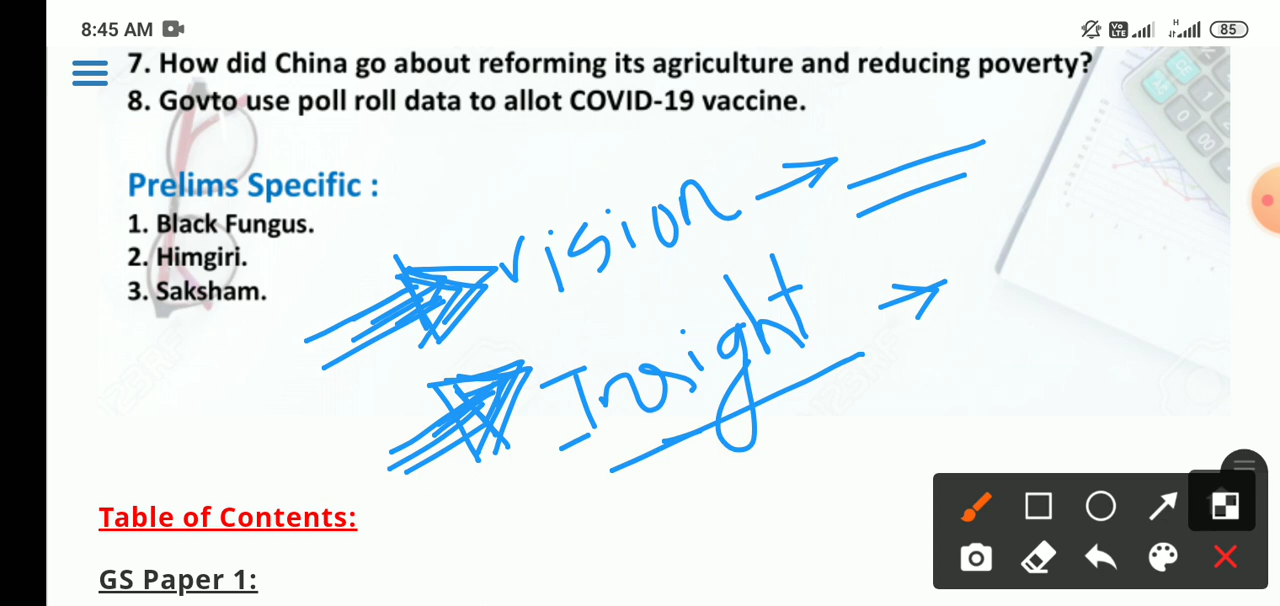 8:45 AM
Vo LTE H 85
7. How did China go about reforming its agriculture and reducing poverty?
8. Govto use poll roll data to allot COVID-19 vaccine.
Prelims Specific :
1. Black Fungus.
2. Himgiri.
3. Saksham.
vision
Insight
Table of Contents:
GS Paper 1: